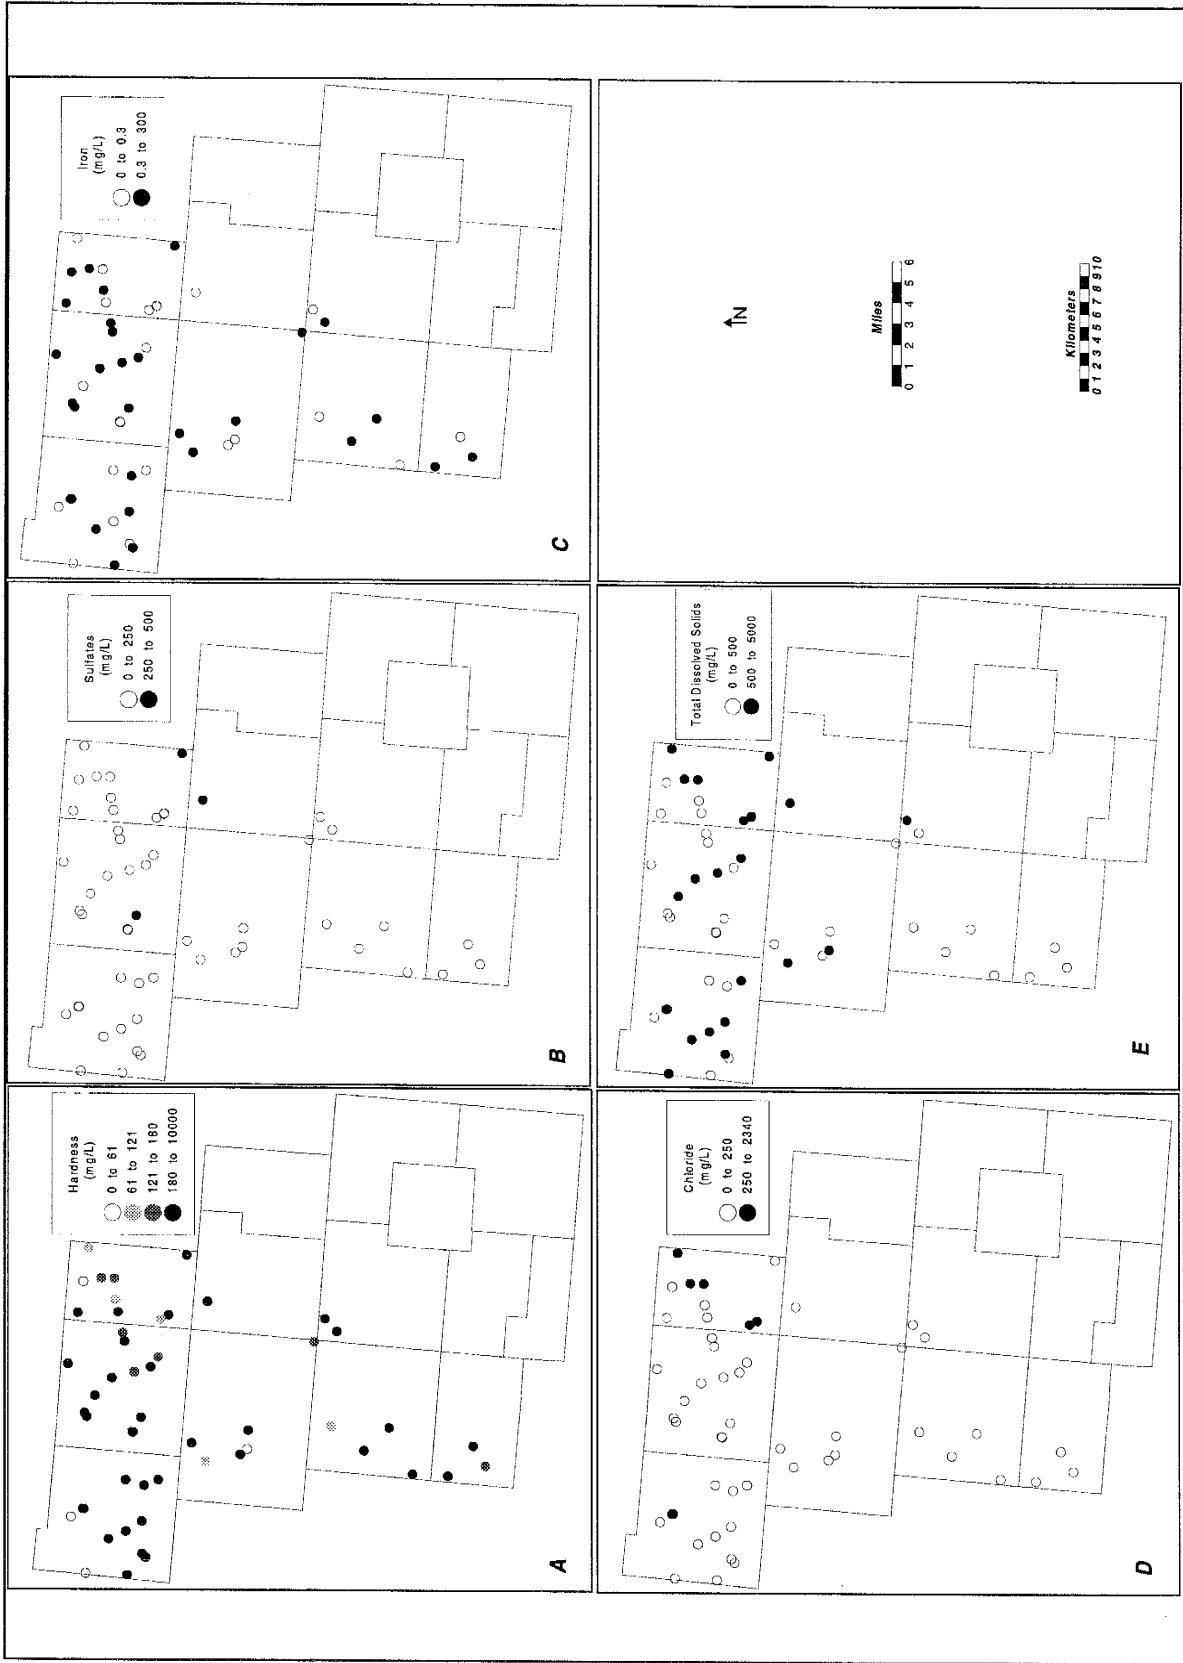 Hardness
(mg/L)
0 to 61
61 to 121
121 to 180
180 to 10000
A
Sulfates
(mg/L)
0 to 250
250 to 500
B
Iron
(mg/L)
0 to 0.3
0.3 to 300
C
Chloride
(mg/L)
0 to 250
250 to 2340
D
Total Dissolved Solids
(mg/L)
0 to 500
500 to 5000
E
N
Miles
0 1 2 3 4 5 6
Kilometers
0 1 2 3 4 5 6 7 8 9 10